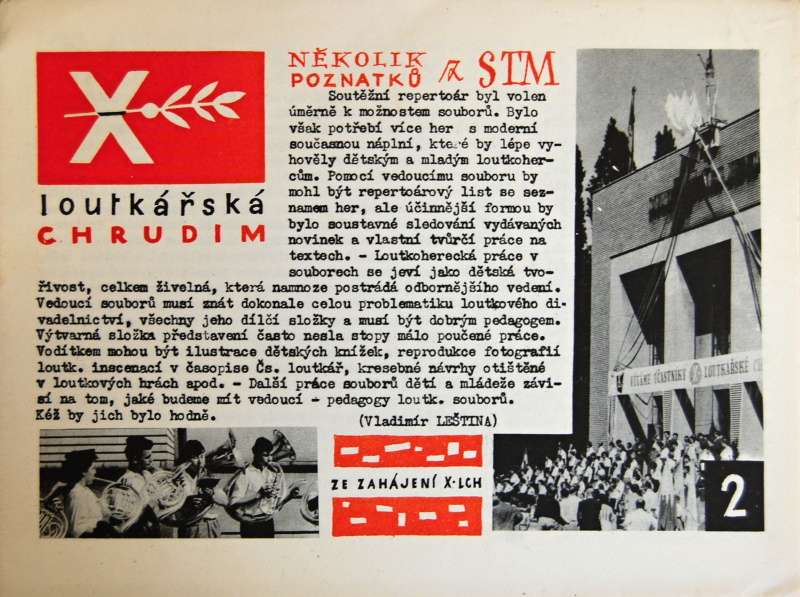 X
loutkářská
CHRUDIM
NĚKOLIK
POZNATKŮ z STM
Soutěžní repertoár byl volen
úměrně k možnostem souborů. Bylo
však potřebí více her s moderní
současnou náplní, které by lépe vy-
hověly dětským a mladým loutkoher-
cům. Pomocí vedoucímu souboru by
mohl být repertoárový list se sez-
namem her, ale účinnější formou by
bylo soustavné sledování vydávaných
novinek a vlastní tvůrčí práce na
textech. - Loutkoherecká práce v
souborech se jeví jako dětská tvo-
řivost, celkem živelná, která namnoze postrádá odbornějšího vedení.
Vedoucí souborů musí znát dokonale celou problematiku loutkového di-
vadelnictví, všechny jeho dílčí složky a musí být dobrým pedagogem.
Výtvarná složka představení často nesla stopy málo poučené práce.
Vodítkem mohou být ilustrace dětských knížek, reprodukce fotografií
loutk. inscenací v časopise Čs. loutkář, kresebné návrhy otištěné
v loutkových hrách apod. - Další práce souborů dětí a mládeže závi-
sí na tom, jaké budeme mít vedoucí - pedagogy loutk. souborů.
Kéž by jich bylo hodně.
(Vladimír LEŠTINA)
VÍTÁME ÚČASTNÍKY LOUTKÁŘSKÉ
ZE ZAHÁJENÍ X·LCH
2